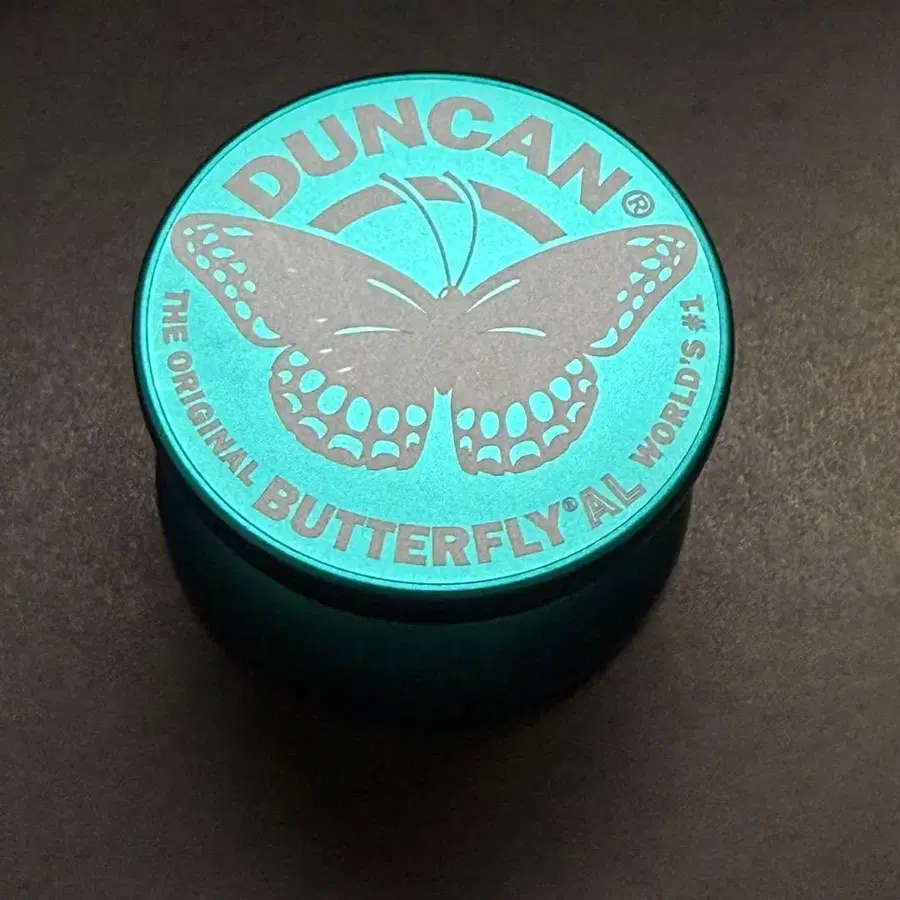 DUNCAN®
THE ORIGINAL
BUTTERFLY® AL
WORLD'S #1